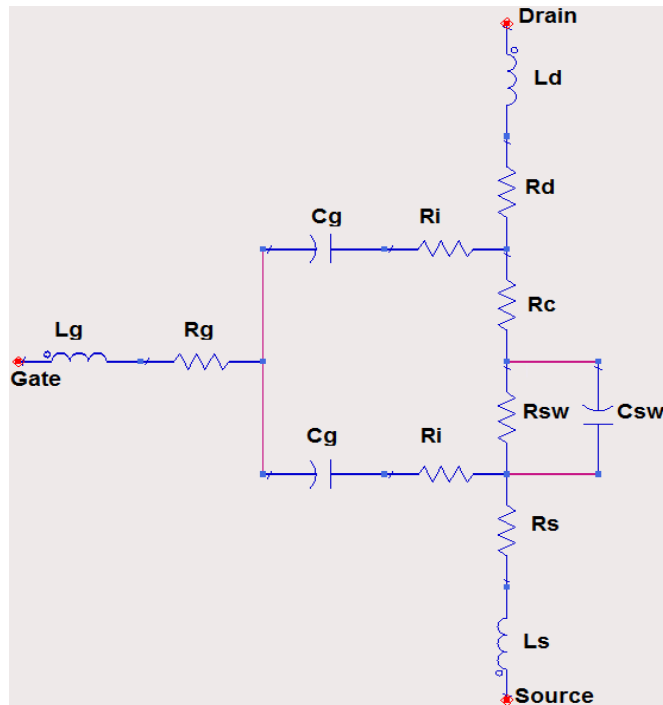 Drain
Ld
Rd
Cg Ri
Rc
Lg Rg
Gate
Rsw Csw
Cg Ri
Rs
Ls
Source